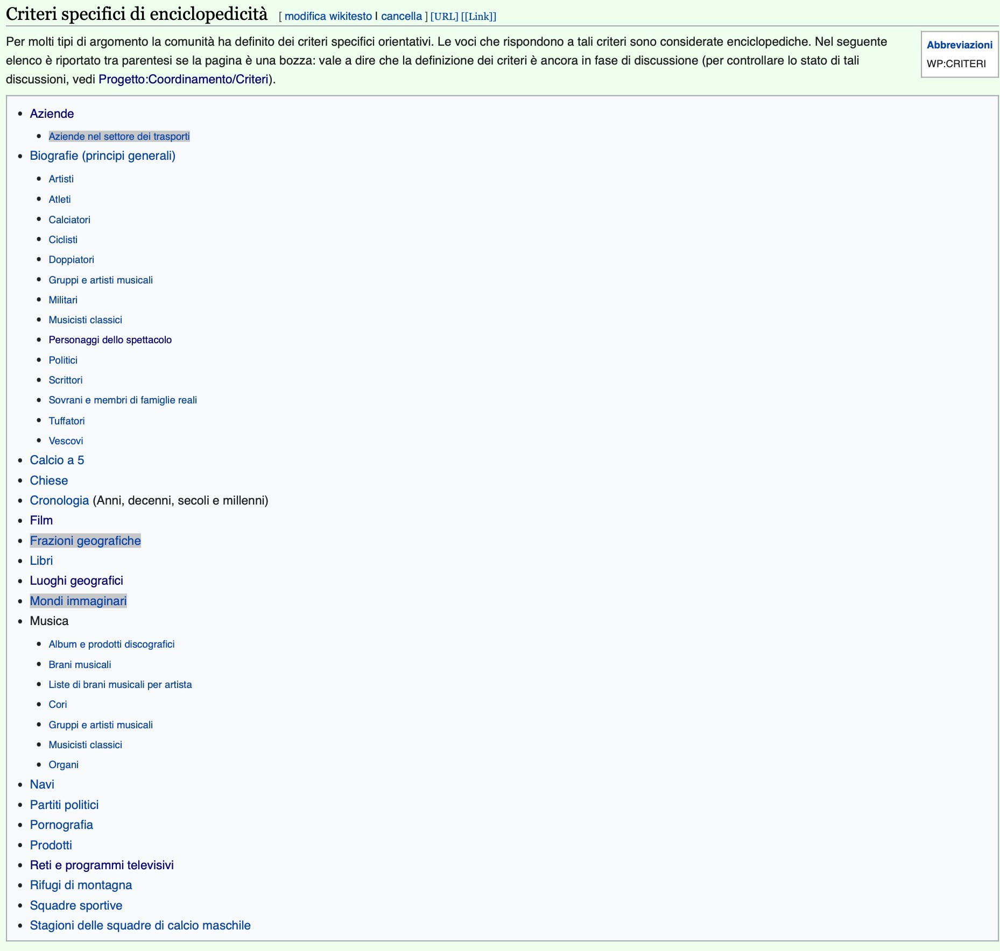 Criteri specifici di enciclopedicità [ modifica wikitesto | cancella ] [URL] [[Link]]
Per molti tipi di argomento la comunità ha definito dei criteri specifici orientativi. Le voci che rispondono a tali criteri sono considerate enciclopediche. Nel seguente
elenco è riportato tra parentesi se la pagina è una bozza: vale a dire che la definizione dei criteri è ancora in fase di discussione (per controllare lo stato di tali
discussioni, vedi Progetto:Coordinamento/Criteri).
Abbreviazioni
WP:CRITERI
Aziende
Aziende nel settore dei trasporti
Biografie (principi generali)
Artisti
Atleti
Calciatori
Ciclisti
Doppiatori
Gruppi e artisti musicali
Militari
Musicisti classici
Personaggi dello spettacolo
Politici
Scrittori
Sovrani e membri di famiglie reali
Tuffatori
Vescovi
Calcio a 5
Chiese
Cronologia (Anni, decenni, secoli e millenni)
Film
Frazioni geografiche
Libri
Luoghi geografici
Mondi immaginari
Musica
Album e prodotti discografici
Brani musicali
Liste di brani musicali per artista
Cori
Gruppi e artisti musicali
Musicisti classici
Organi
Navi
Partiti politici
Pornografia
Prodotti
Reti e programmi televisivi
Rifugi di montagna
Squadre sportive
Stagioni delle squadre di calcio maschile